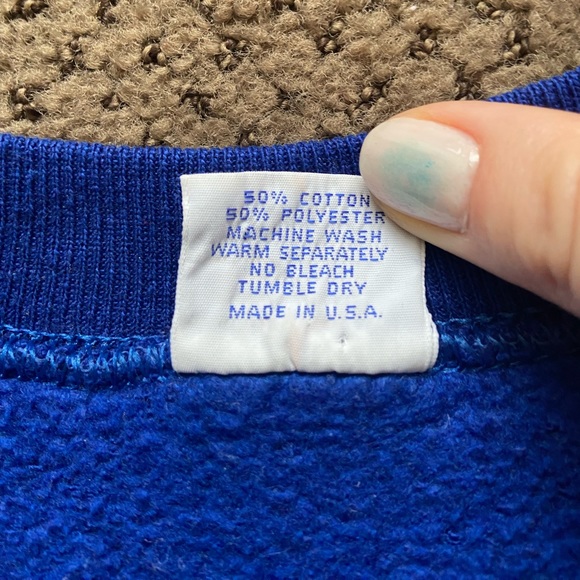 50% COTTON
50% POLYESTER
MACHINE WASH
WARM SEPARATELY
NO BLEACH
TUMBLE DRY
MADE IN U.S.A.